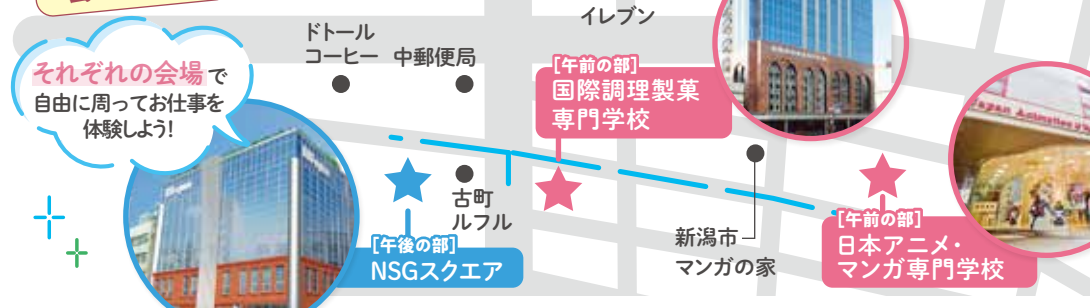 イレブン
ドトール
コーヒー
中郵便局
それぞれの会場で
自由に周ってお仕事を
体験しよう!
[午前の部]
国際調理製菓
専門学校
古町
ルフル
[午後の部]
NSGスクエア
新潟市
マンガの家
[午前の部]
日本アニメ・
マンガ専門学校
Japan Animation